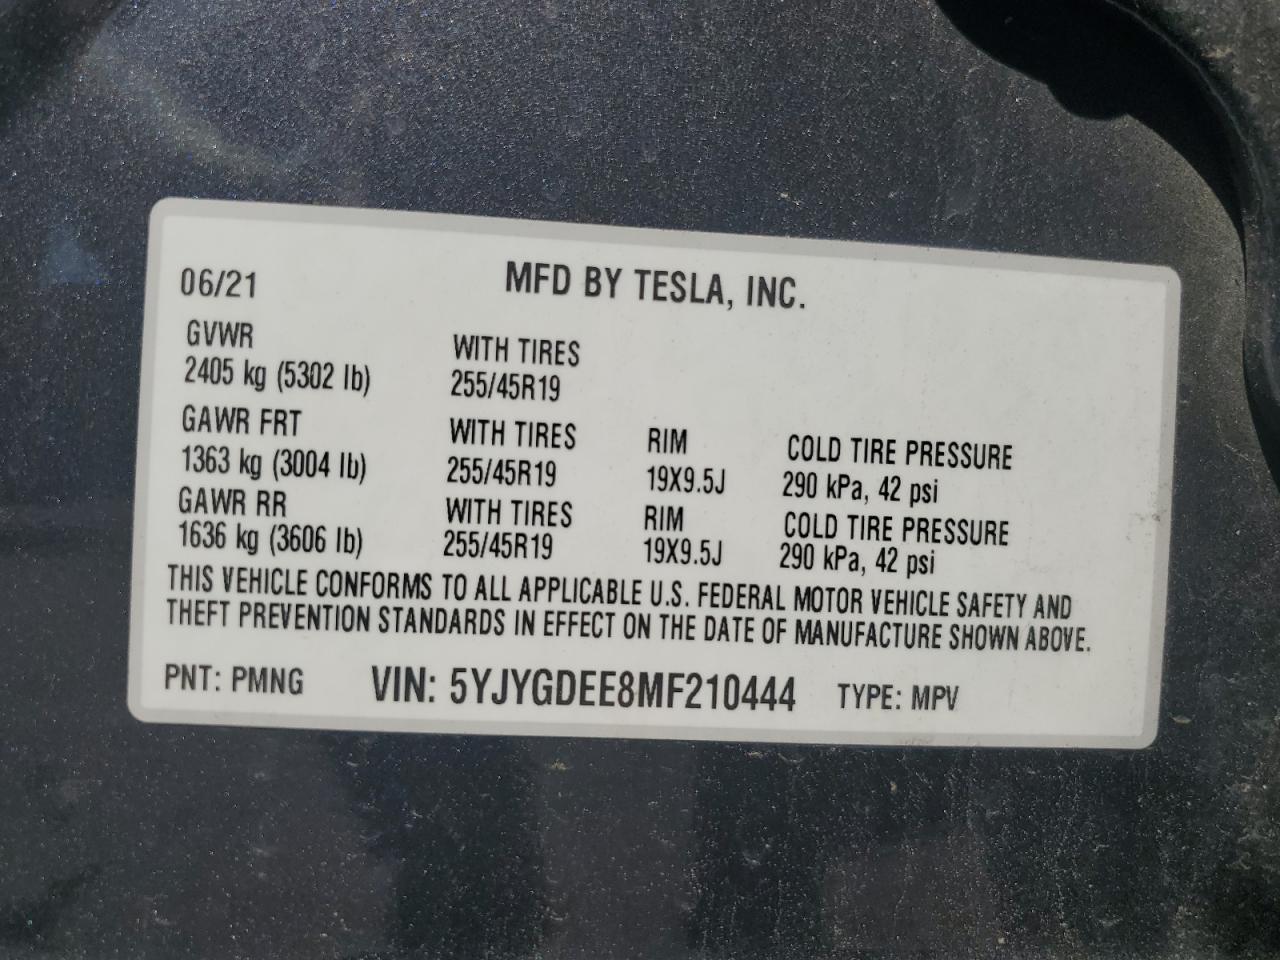 06/21 MFD BY TESLA, INC.
GVWR WITH TIRES
2405 kg (5302 lb) 255/45R19
GAWR FRT WITH TIRES RIM COLD TIRE PRESSURE
1363 kg (3004 lb) 255/45R19 19X9.5J 290 kPa, 42 psi
GAWR RR WITH TIRES RIM COLD TIRE PRESSURE
1636 kg (3606 lb) 255/45R19 19X9.5J 290 kPa, 42 psi
THIS VEHICLE CONFORMS TO ALL APPLICABLE U.S. FEDERAL MOTOR VEHICLE SAFETY AND
THEFT PREVENTION STANDARDS IN EFFECT ON THE DATE OF MANUFACTURE SHOWN ABOVE.
PNT: PMNG VIN: 5YJYGDEE8MF210444 TYPE: MPV